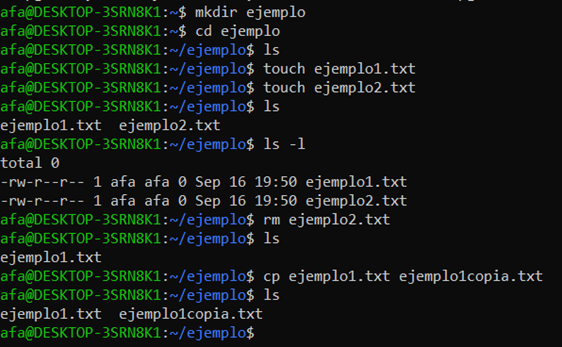 afa@DESKTOP-3SRN8K1:~$ mkdir ejemplo
afa@DESKTOP-3SRN8K1:~$ cd ejemplo
afa@DESKTOP-3SRN8K1:~/ejemplo$ ls
afa@DESKTOP-3SRN8K1:~/ejemplo$ touch ejemplo1.txt
afa@DESKTOP-3SRN8K1:~/ejemplo$ touch ejemplo2.txt
afa@DESKTOP-3SRN8K1:~/ejemplo$ ls
ejemplo1.txt  ejemplo2.txt
afa@DESKTOP-3SRN8K1:~/ejemplo$ ls -l
total 0
-rw-r--r-- 1 afa afa 0 Sep 16 19:50 ejemplo1.txt
-rw-r--r-- 1 afa afa 0 Sep 16 19:50 ejemplo2.txt
afa@DESKTOP-3SRN8K1:~/ejemplo$ rm ejemplo2.txt
afa@DESKTOP-3SRN8K1:~/ejemplo$ ls
ejemplo1.txt
afa@DESKTOP-3SRN8K1:~/ejemplo$ cp ejemplo1.txt ejemplo1copia.txt
afa@DESKTOP-3SRN8K1:~/ejemplo$ ls
ejemplo1.txt  ejemplo1copia.txt
afa@DESKTOP-3SRN8K1:~/ejemplo$